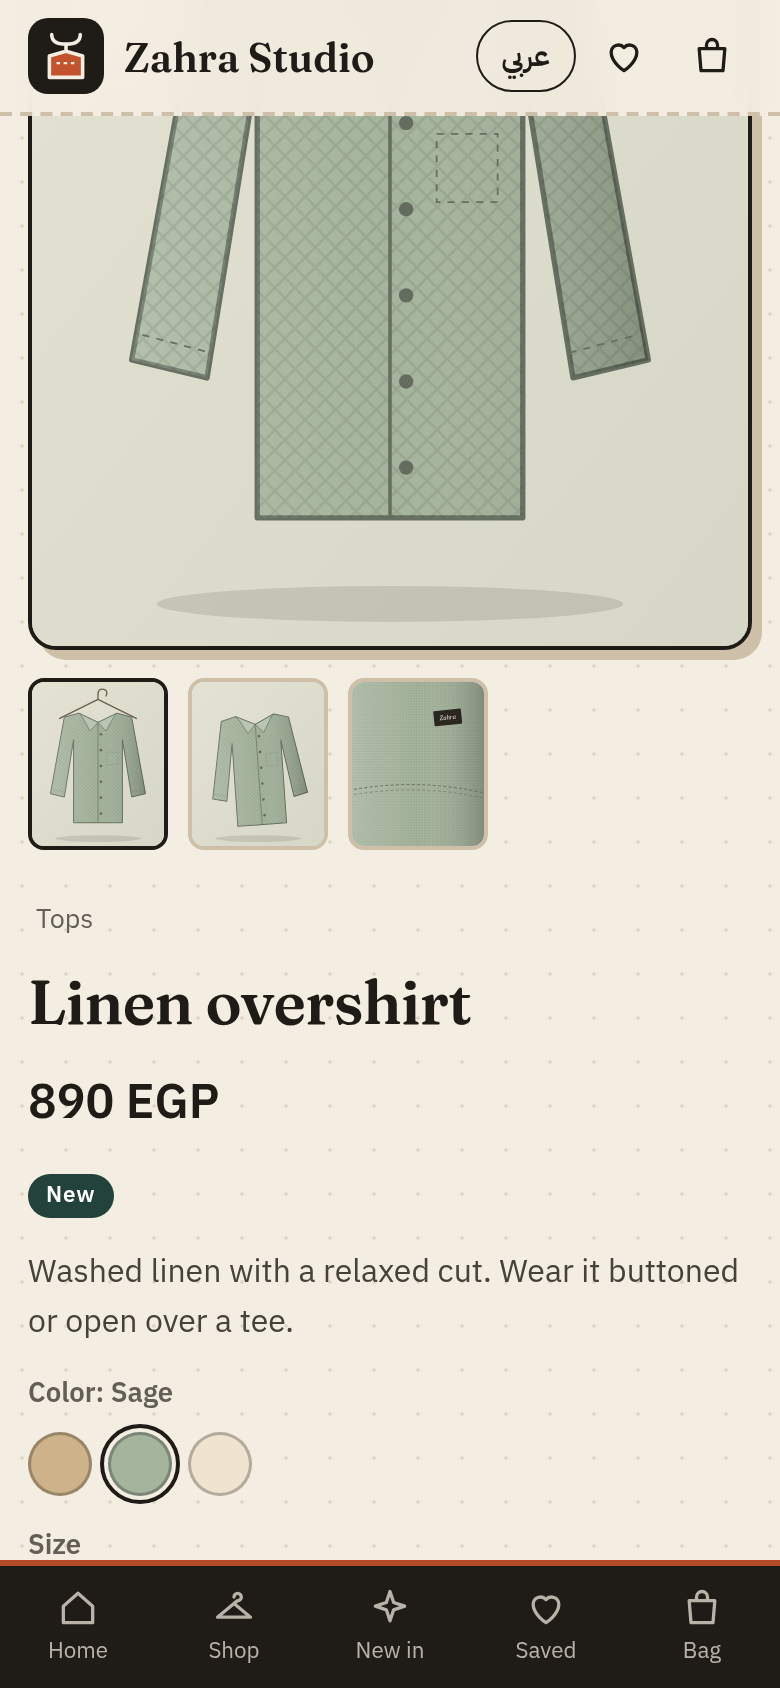 Zahra Studio
عربي
Zahra
Tops
Linen overshirt
890 EGP
New
Washed linen with a relaxed cut. Wear it buttoned
or open over a tee.
Color: Sage
Size
Home
Shop
New in
Saved
Bag